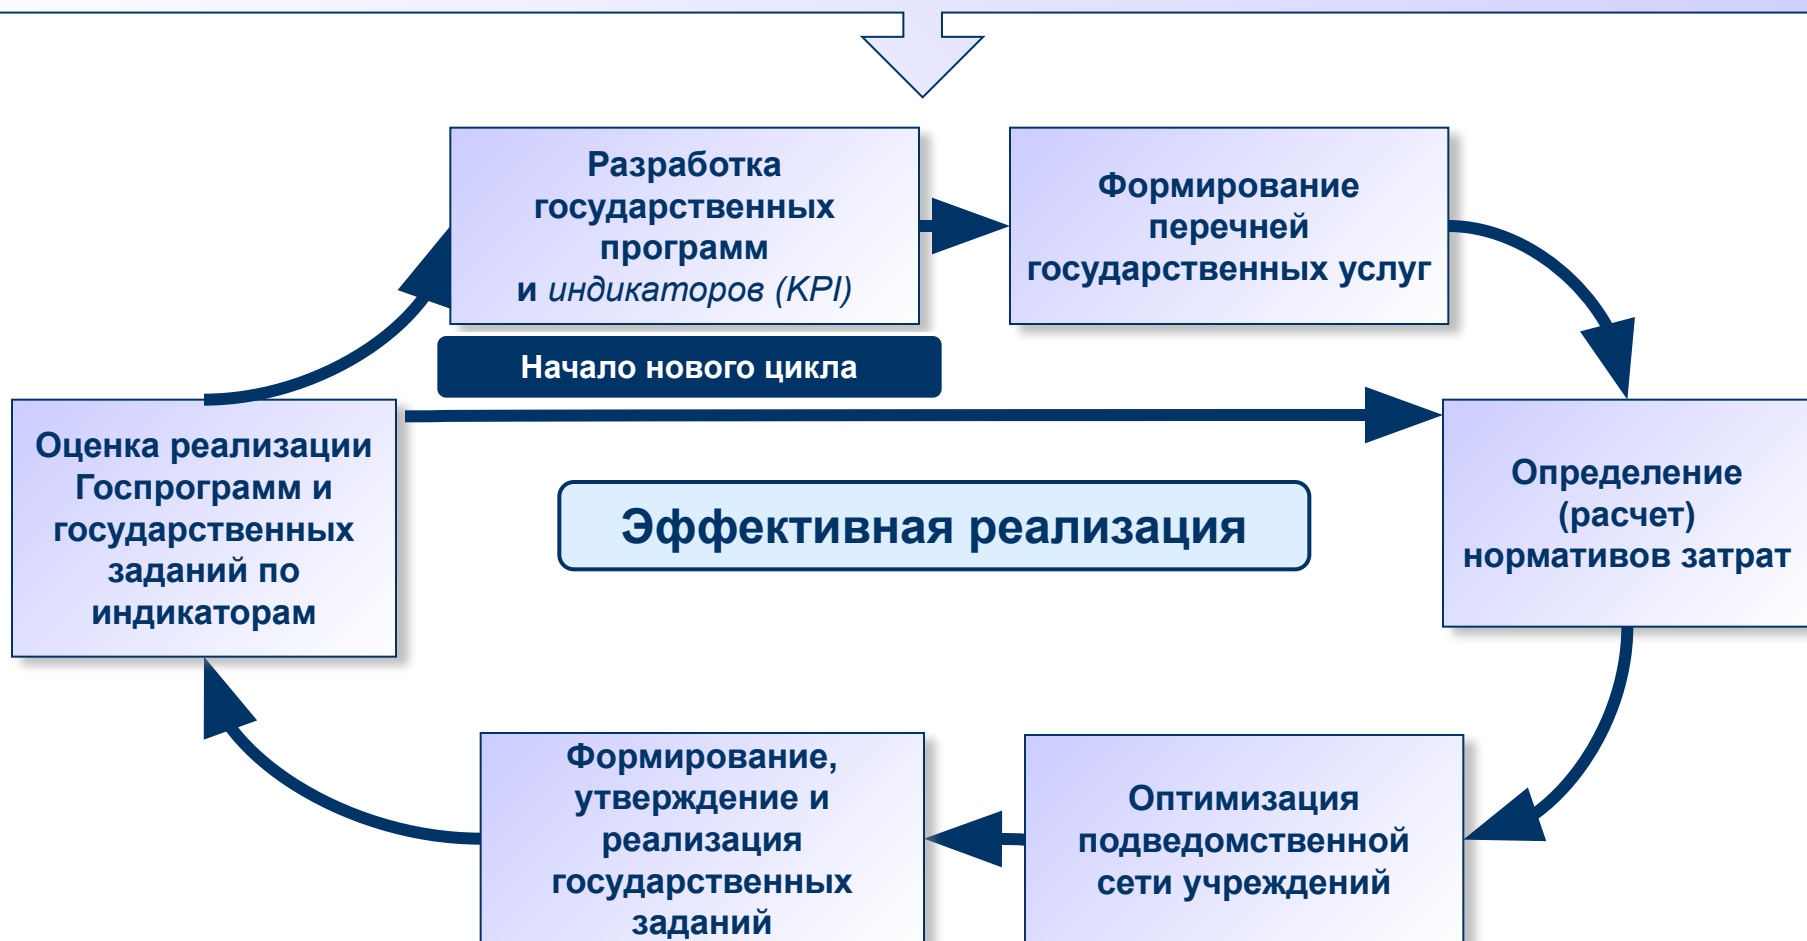 Разработка
государственных
программ
и индикаторов (KPI)
Формирование
перечней
государственных услуг
Начало нового цикла
Оценка реализации
Госпрограмм и
государственных
заданий по
индикаторам
Эффективная реализация
Определение
(расчет)
нормативов затрат
Формирование,
утверждение и
реализация
государственных
заданий
Оптимизация
подведомственной
сети учреждений